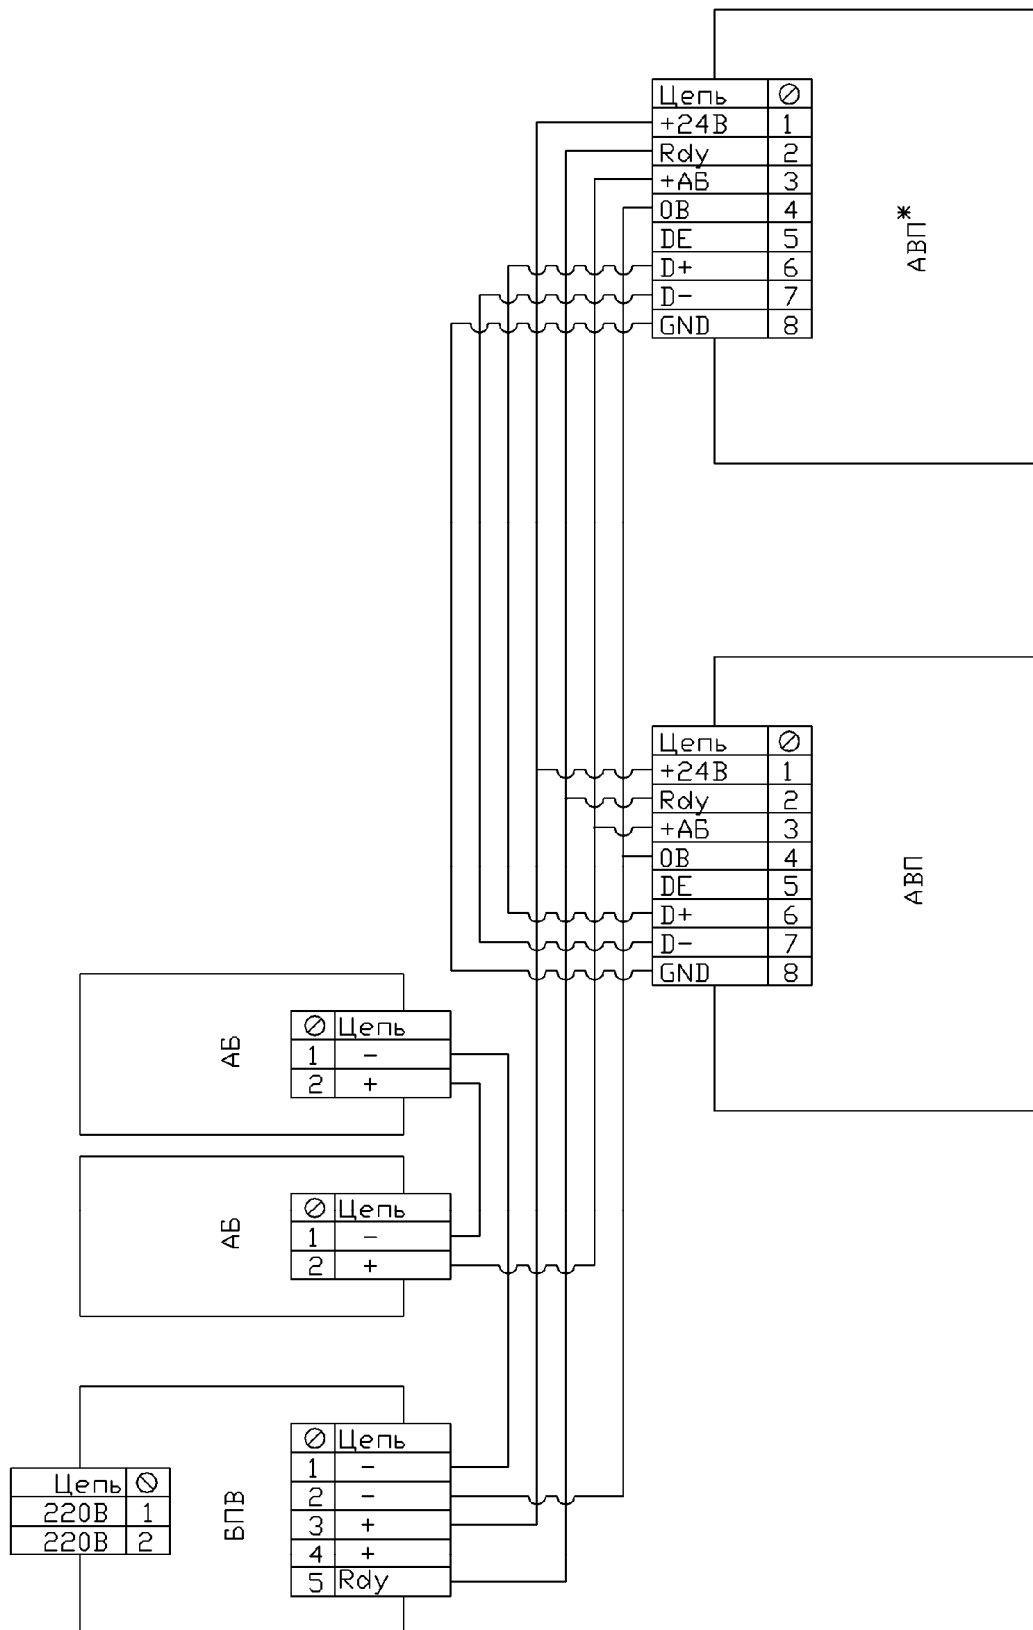 Цепь ⊘
+24В 1
Rdy 2
+АБ 3
0В 4
DE 5
D+ 6
D- 7
GND 8
АВП*
Цепь ⊘
+24В 1
Rdy 2
+АБ 3
0В 4
DE 5
D+ 6
D- 7
GND 8
АВП
АБ
⊘ Цепь
1 -
2 +
АБ
⊘ Цепь
1 -
2 +
Цепь ⊘
220В 1
220В 2
БПВ
⊘ Цепь
1 -
2 -
3 +
4 +
5 Rdy